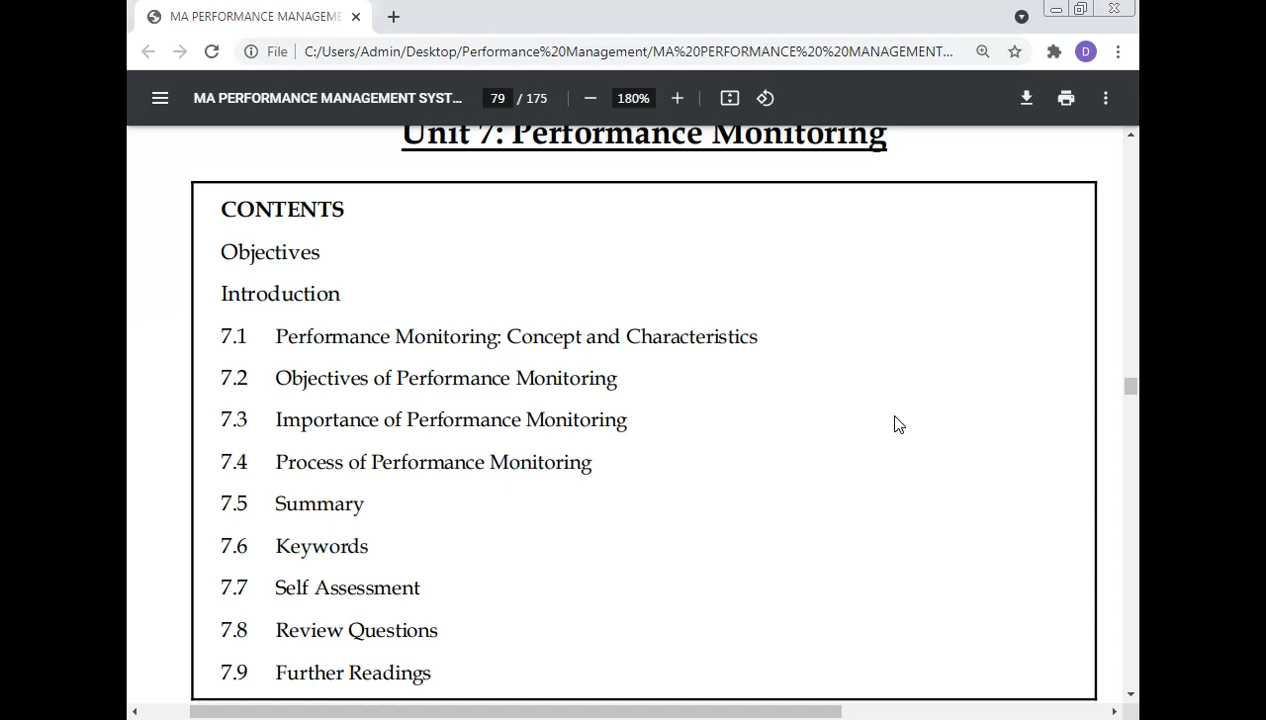 MA PERFORMANCE MANAGEME
File C:/Users/Admin/Desktop/Performance%20Management/MA%20PERFORMANCE%20%20MANAGEMENT... D
MA PERFORMANCE MANAGEMENT SYST... 79 / 175 180%
Unit 7: Performance Monitoring
CONTENTS
Objectives
Introduction
7.1 Performance Monitoring: Concept and Characteristics
7.2 Objectives of Performance Monitoring
7.3 Importance of Performance Monitoring
7.4 Process of Performance Monitoring
7.5 Summary
7.6 Keywords
7.7 Self Assessment
7.8 Review Questions
7.9 Further Readings